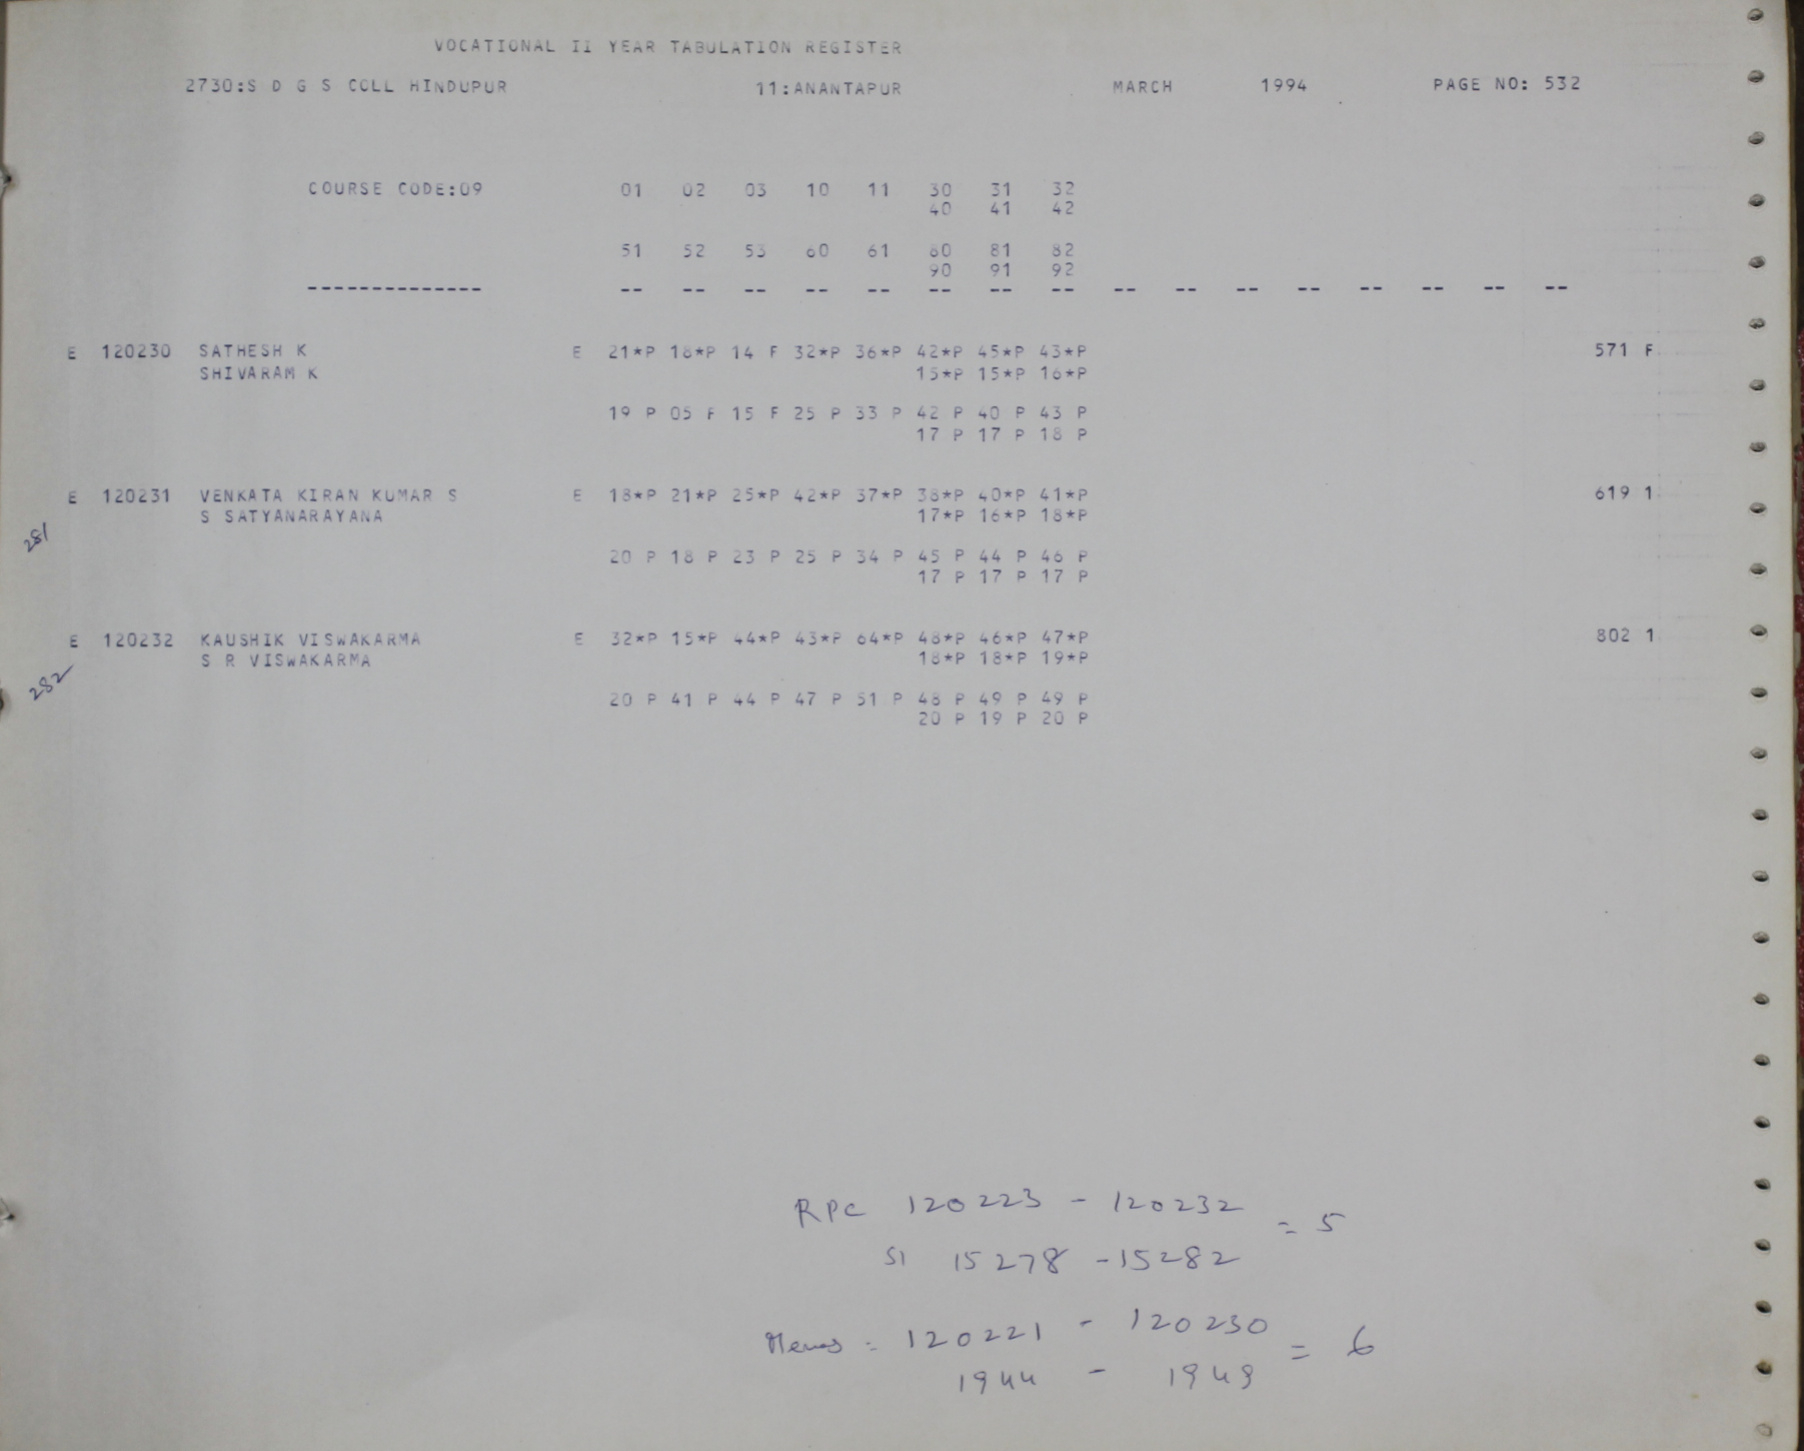 VOCATIONAL II YEAR TABULATION REGISTER
2730:S D G S COLL HINDUPUR 11:ANANTAPUR MARCH 1994 PAGE NO: 532
COURSE CODE:09 01 02 03 10 11 30 31 32
40 41 42
51 52 53 60 61 80 81 82
90 91 92
-------------- -- -- -- -- -- -- -- -- -- -- -- -- -- -- -- --
E 120230 SATHESH K E 21*P 18*P 14 F 32*P 36*P 42*P 45*P 43*P 571 F
SHIVARAM K 15*P 15*P 16*P
19 P 05 F 15 F 25 P 33 P 42 P 40 P 43 P
17 P 17 P 18 P
E 120231 VENKATA KIRAN KUMAR S E 18*P 21*P 25*P 42*P 37*P 38*P 40*P 41*P 619 1
S SATYANARAYANA 17*P 16*P 18*P
281
20 P 18 P 23 P 25 P 34 P 45 P 44 P 46 P
17 P 17 P 17 P
E 120232 KAUSHIK VISWAKARMA E 32*P 15*P 44*P 43*P 64*P 48*P 46*P 47*P 802 1
S R VISWAKARMA 18*P 18*P 19*P
282
20 P 41 P 44 P 47 P 51 P 48 P 49 P 49 P
20 P 19 P 20 P
RPC 120223 - 120232 = 5
Sl 15278 - 15282
Memos = 120221 - 120230 = 6
1944 - 1949